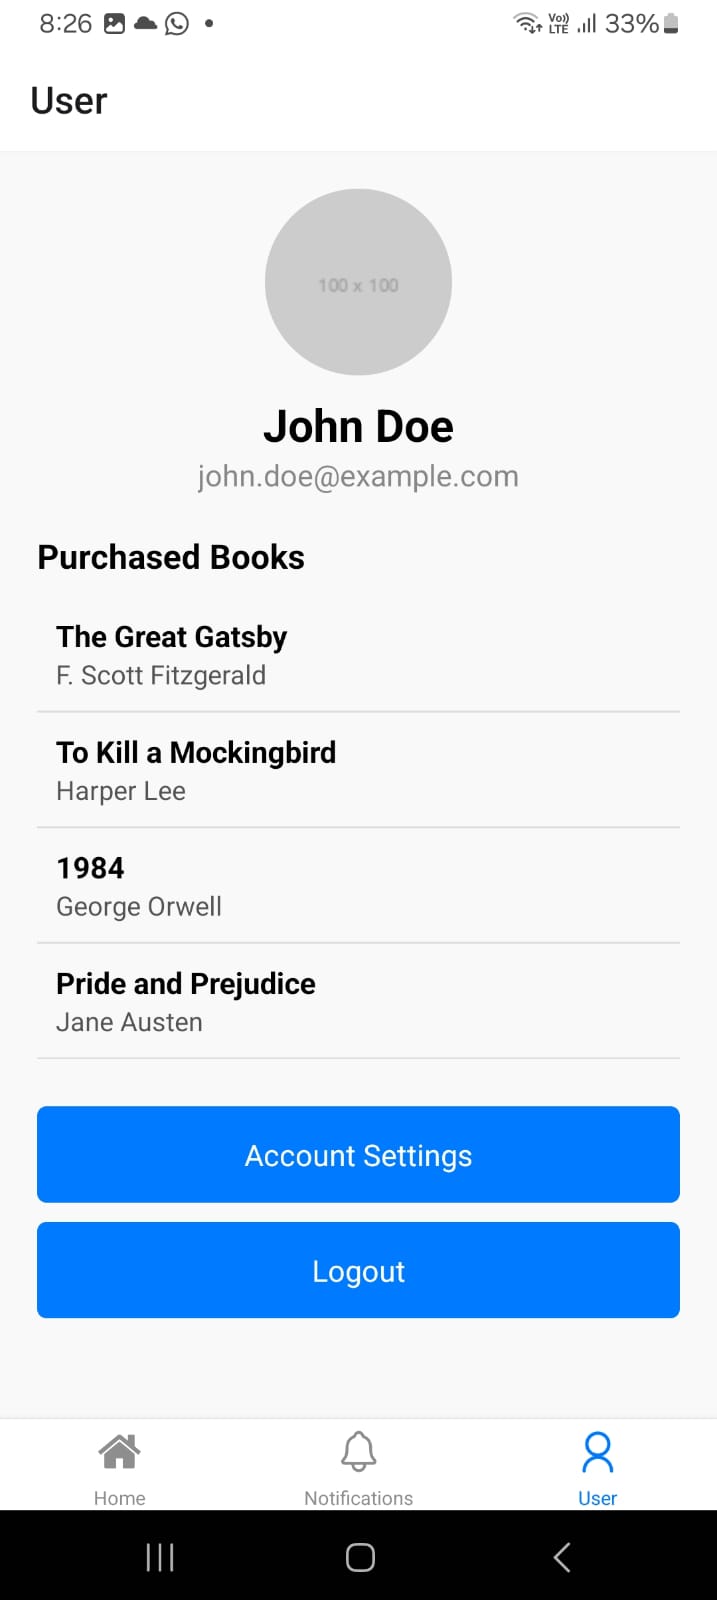 8:26
Vo))
LTE
33%
User
100 x 100
John Doe
john.doe@example.com
Purchased Books
The Great Gatsby
F. Scott Fitzgerald
To Kill a Mockingbird
Harper Lee
1984
George Orwell
Pride and Prejudice
Jane Austen
Account Settings
Logout
Home
Notifications
User